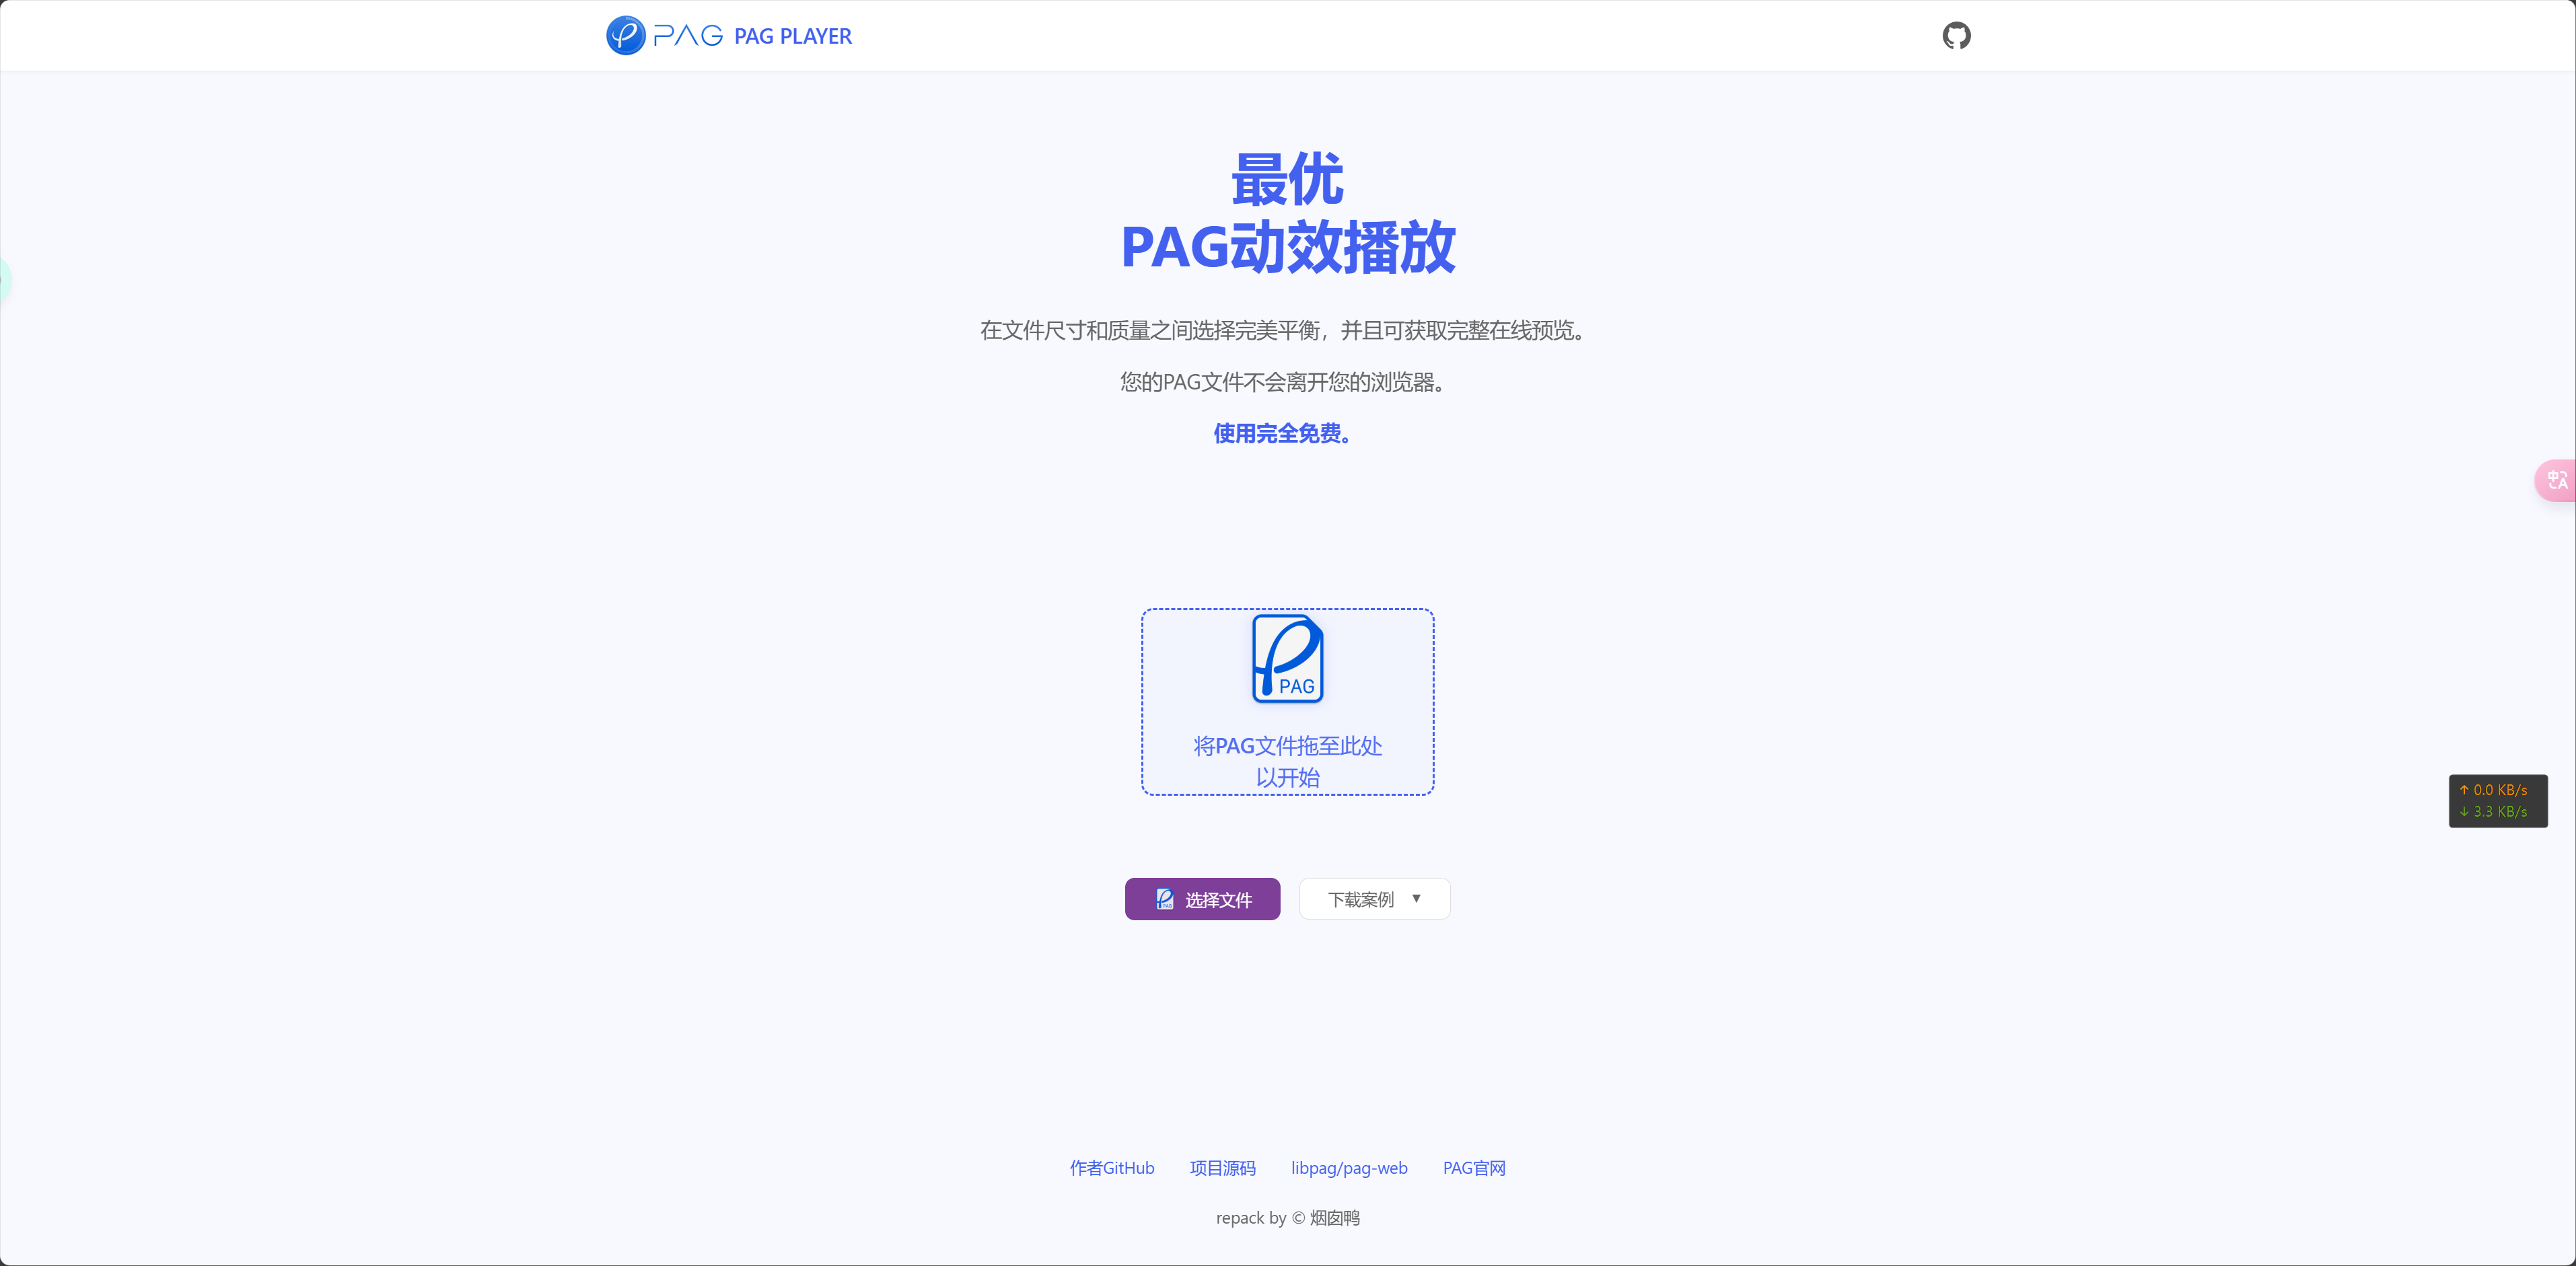 PAG PAG PLAYER
最优
PAG动效播放
在文件尺寸和质量之间选择完美平衡，并且可获取完整在线预览。
您的PAG文件不会离开您的浏览器。
使用完全免费。
中A
PAG
将PAG文件拖至此处
以开始
↑ 0.0 KB/s
↓ 3.3 KB/s
选择文件 下载案例 ▼
作者GitHub 项目源码 libpag/pag-web PAG官网
repack by © 烟囱鸭